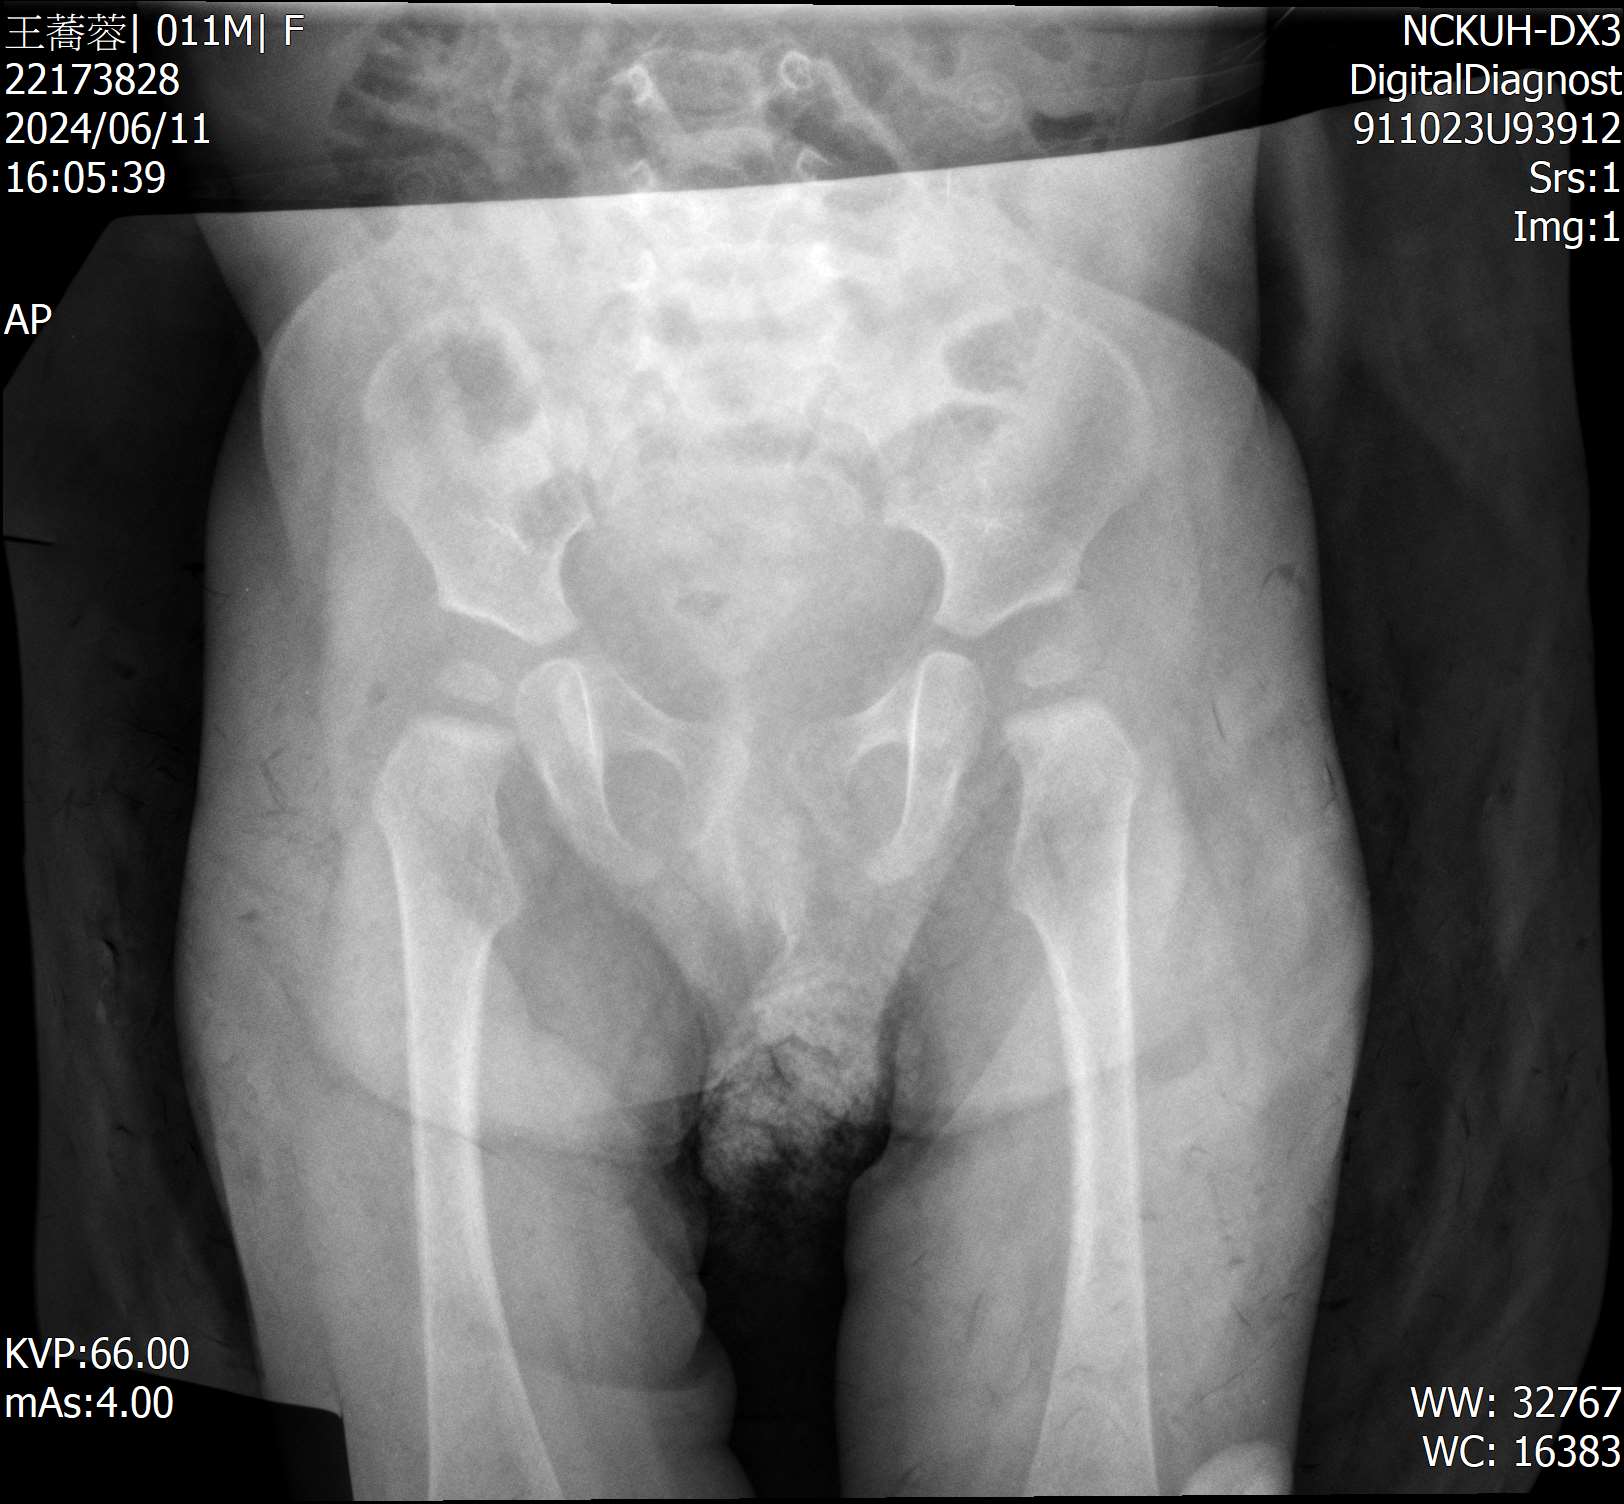 王蕎蓉| 011M| F
22173828
2024/06/11
16:05:39
AP
NCKUH-DX3
DigitalDiagnost
911023U93912
Srs:1
Img:1
KVP:66.00
mAs:4.00
WW: 32767
WC: 16383